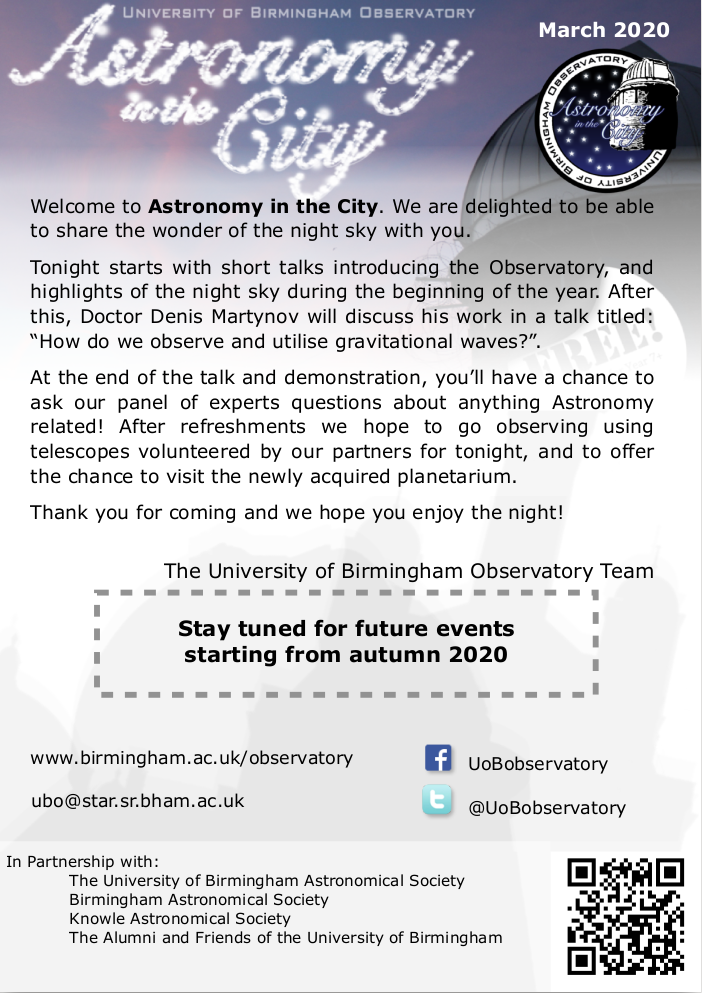 UNIVERSITY OF BIRMINGHAM OBSERVATORY
Astronomy
in the
City
March 2020
UNIVERSITY OF BIRMINGHAM OBSERVATORY
Astronomy
in the
City
Welcome to Astronomy in the City. We are delighted to be able
to share the wonder of the night sky with you.
Tonight starts with short talks introducing the Observatory, and
highlights of the night sky during the beginning of the year. After
this, Doctor Denis Martynov will discuss his work in a talk titled:
“How do we observe and utilise gravitational waves?”.
FREE!
At the end of the talk and demonstration, you’ll have a chance to
ask our panel of experts questions about anything Astronomy
related! After refreshments we hope to go observing using
telescopes volunteered by our partners for tonight, and to offer
the chance to visit the newly acquired planetarium.
Thank you for coming and we hope you enjoy the night!
The University of Birmingham Observatory Team
Stay tuned for future events
starting from autumn 2020
www.birmingham.ac.uk/observatory
UoBobservatory
ubo@star.sr.bham.ac.uk
@UoBobservatory
In Partnership with:
The University of Birmingham Astronomical Society
Birmingham Astronomical Society
Knowle Astronomical Society
The Alumni and Friends of the University of Birmingham